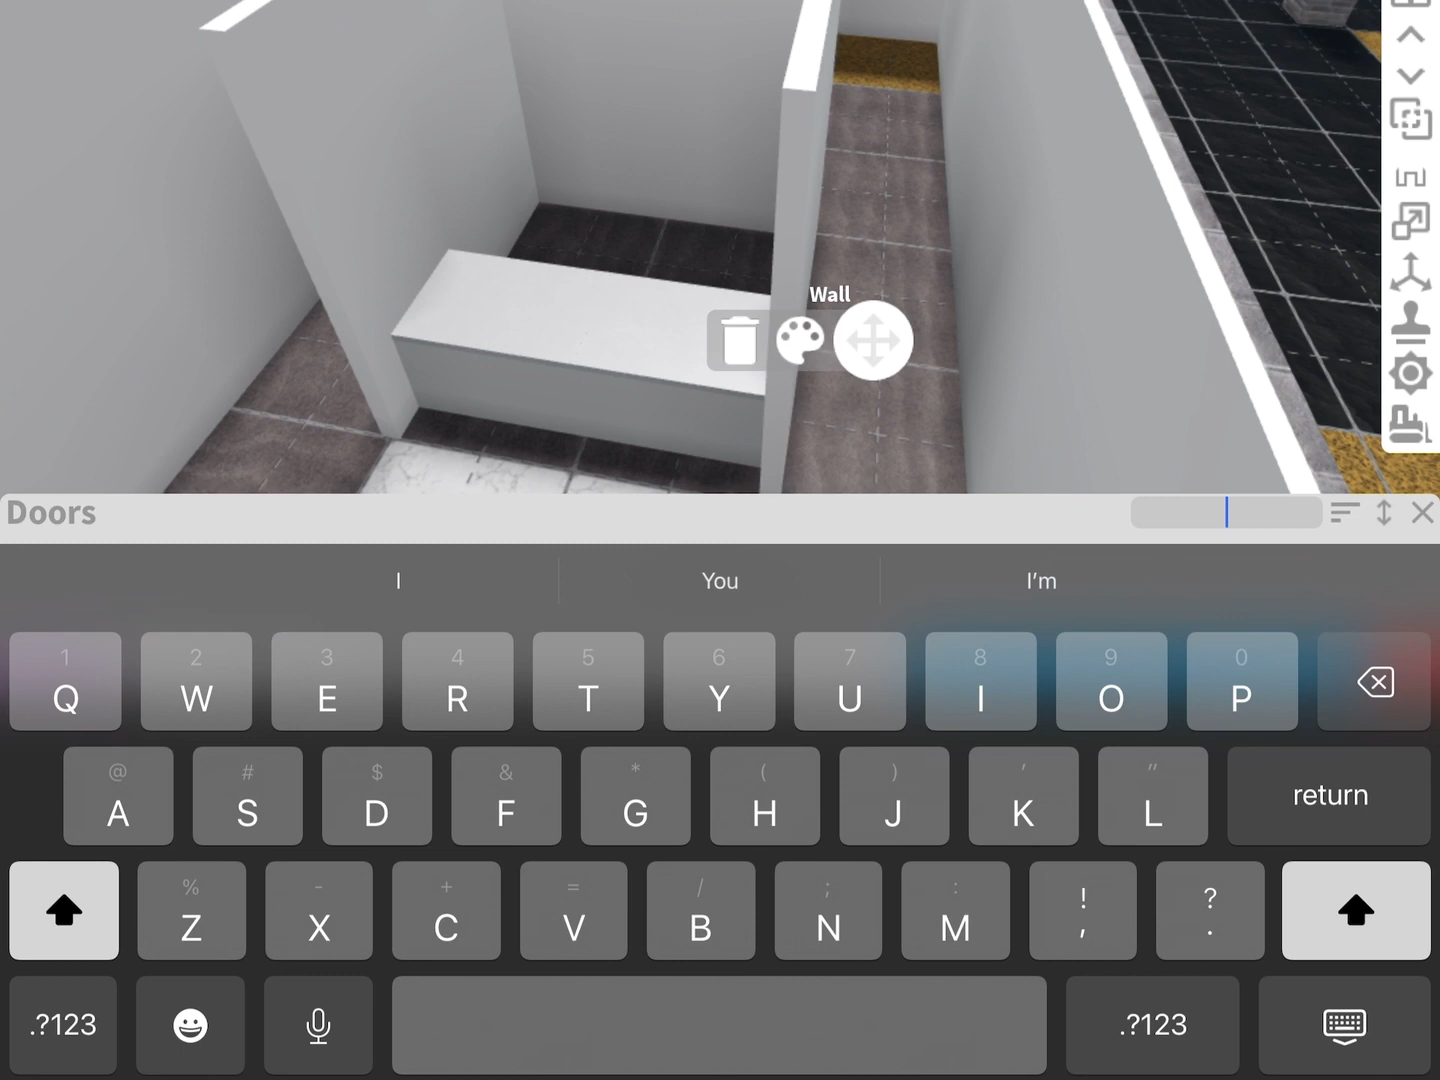 Wall
Doors
I You I'm
1 2 3 4 5 6 7 8 9 0
Q W E R T Y U I O P
@ # $ & * ( ) ' "
A S D F G H J K L return
% - + = / ; : ! ?
Z X C V B N M , .
.?123 .?123